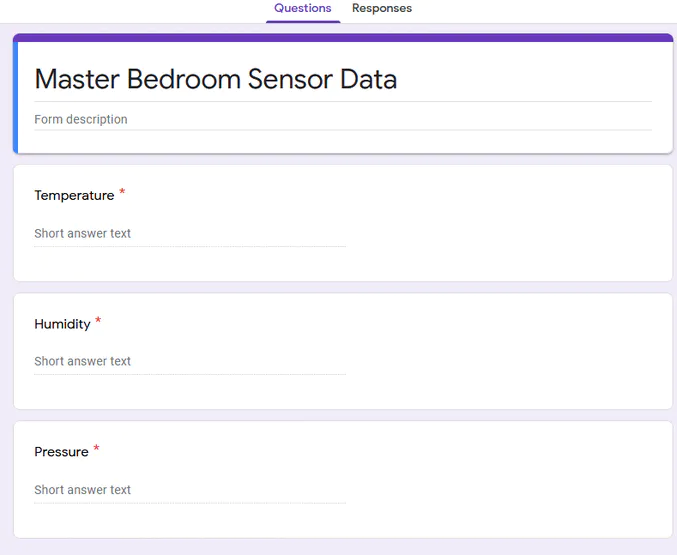 Questions Responses
Master Bedroom Sensor Data
Form description
Temperature *
Short answer text
Humidity *
Short answer text
Pressure *
Short answer text